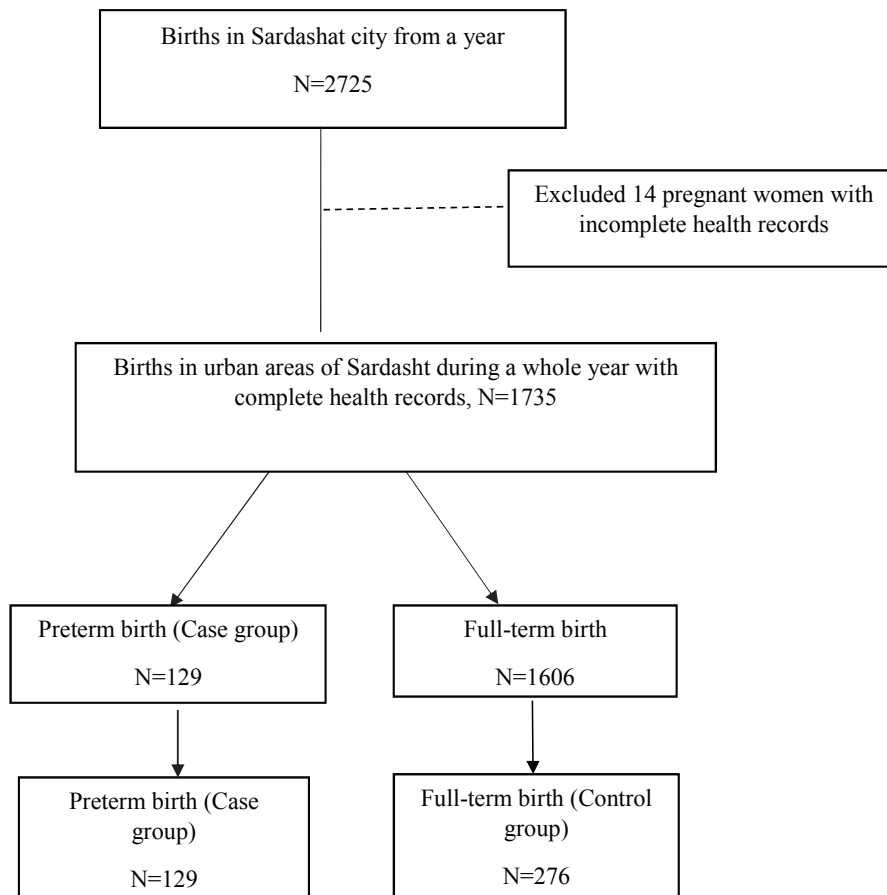 Births in Sardashat city from a year
N=2725
Excluded 14 pregnant women with
incomplete health records
Births in urban areas of Sardasht during a whole year with
complete health records, N=1735
Preterm birth (Case group)
N=129
Full-term birth
N=1606
Preterm birth (Case
group)
N=129
Full-term birth (Control
group)
N=276